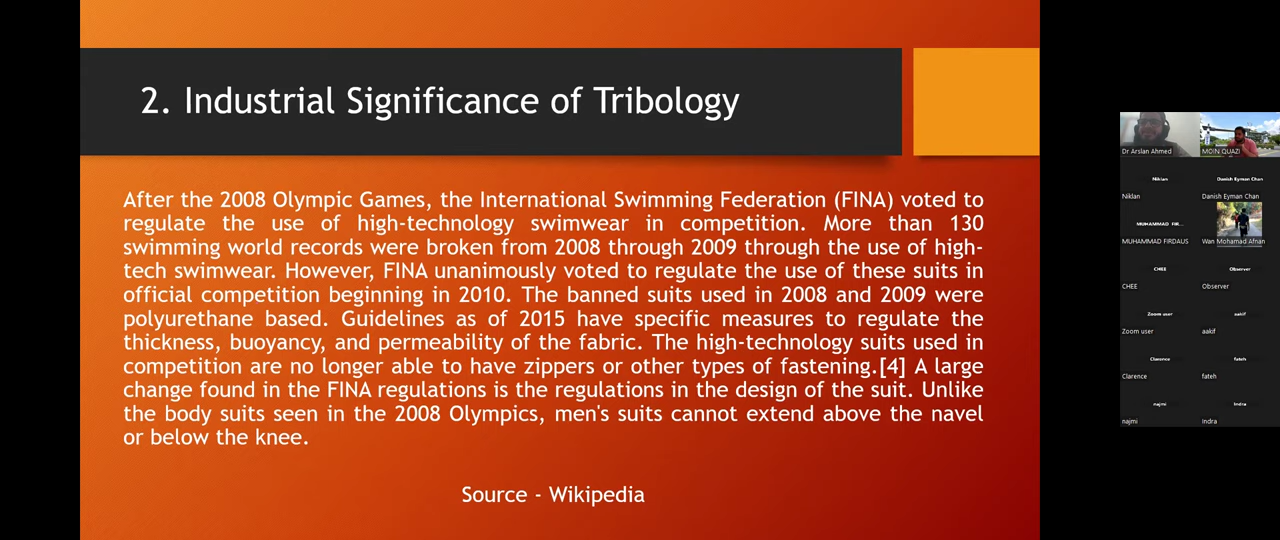 2. Industrial Significance of Tribology
After the 2008 Olympic Games, the International Swimming Federation (FINA) voted to
regulate the use of high-technology swimwear in competition. More than 130
swimming world records were broken from 2008 through 2009 through the use of high-
tech swimwear. However, FINA unanimously voted to regulate the use of these suits in
official competition beginning in 2010. The banned suits used in 2008 and 2009 were
polyurethane based. Guidelines as of 2015 have specific measures to regulate the
thickness, buoyancy, and permeability of the fabric. The high-technology suits used in
competition are no longer able to have zippers or other types of fastening.[4] A large
change found in the FINA regulations is the regulations in the design of the suit. Unlike
the body suits seen in the 2008 Olympics, men's suits cannot extend above the navel
or below the knee.
Source - Wikipedia
Dr Arslan Ahmed
MOIN QUAZI
Niklan
Danish Eyman Chan
Niklan
Danish Eyman Chan
MUHAMMAD FIR...
MUHAMMAD FIRDAUS
Wan Mohamad Afnan
CHEE
Observer
CHEE
Observer
Zoom user
aakif
Zoom user
aakif
Clarence
fateh
Clarence
fateh
najmi
Indra
najmi
Indra